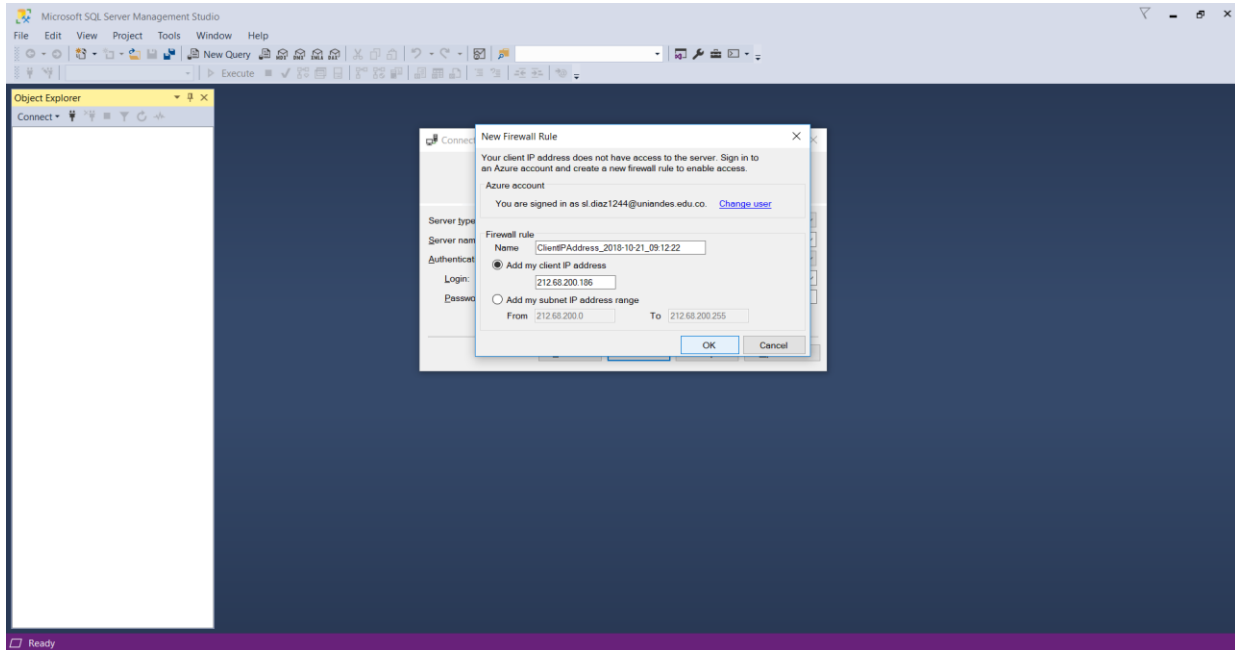 Microsoft SQL Server Management Studio
File Edit View Project Tools Window Help
New Query
Execute
Object Explorer
Connect
New Firewall Rule
Your client IP address does not have access to the server. Sign in to
an Azure account and create a new firewall rule to enable access.
Azure account
You are signed in as sl.diaz1244@uniandes.edu.co. Change user
Server type
Firewall rule
Server nam
Name ClientIPAddress_2018-10-21_09:12:22
Authenticat
Add my client IP address
Login:
212.68.200.186
Passwo
Add my subnet IP address range
From 212.68.200.0 To 212.68.200.255
OK Cancel
Ready